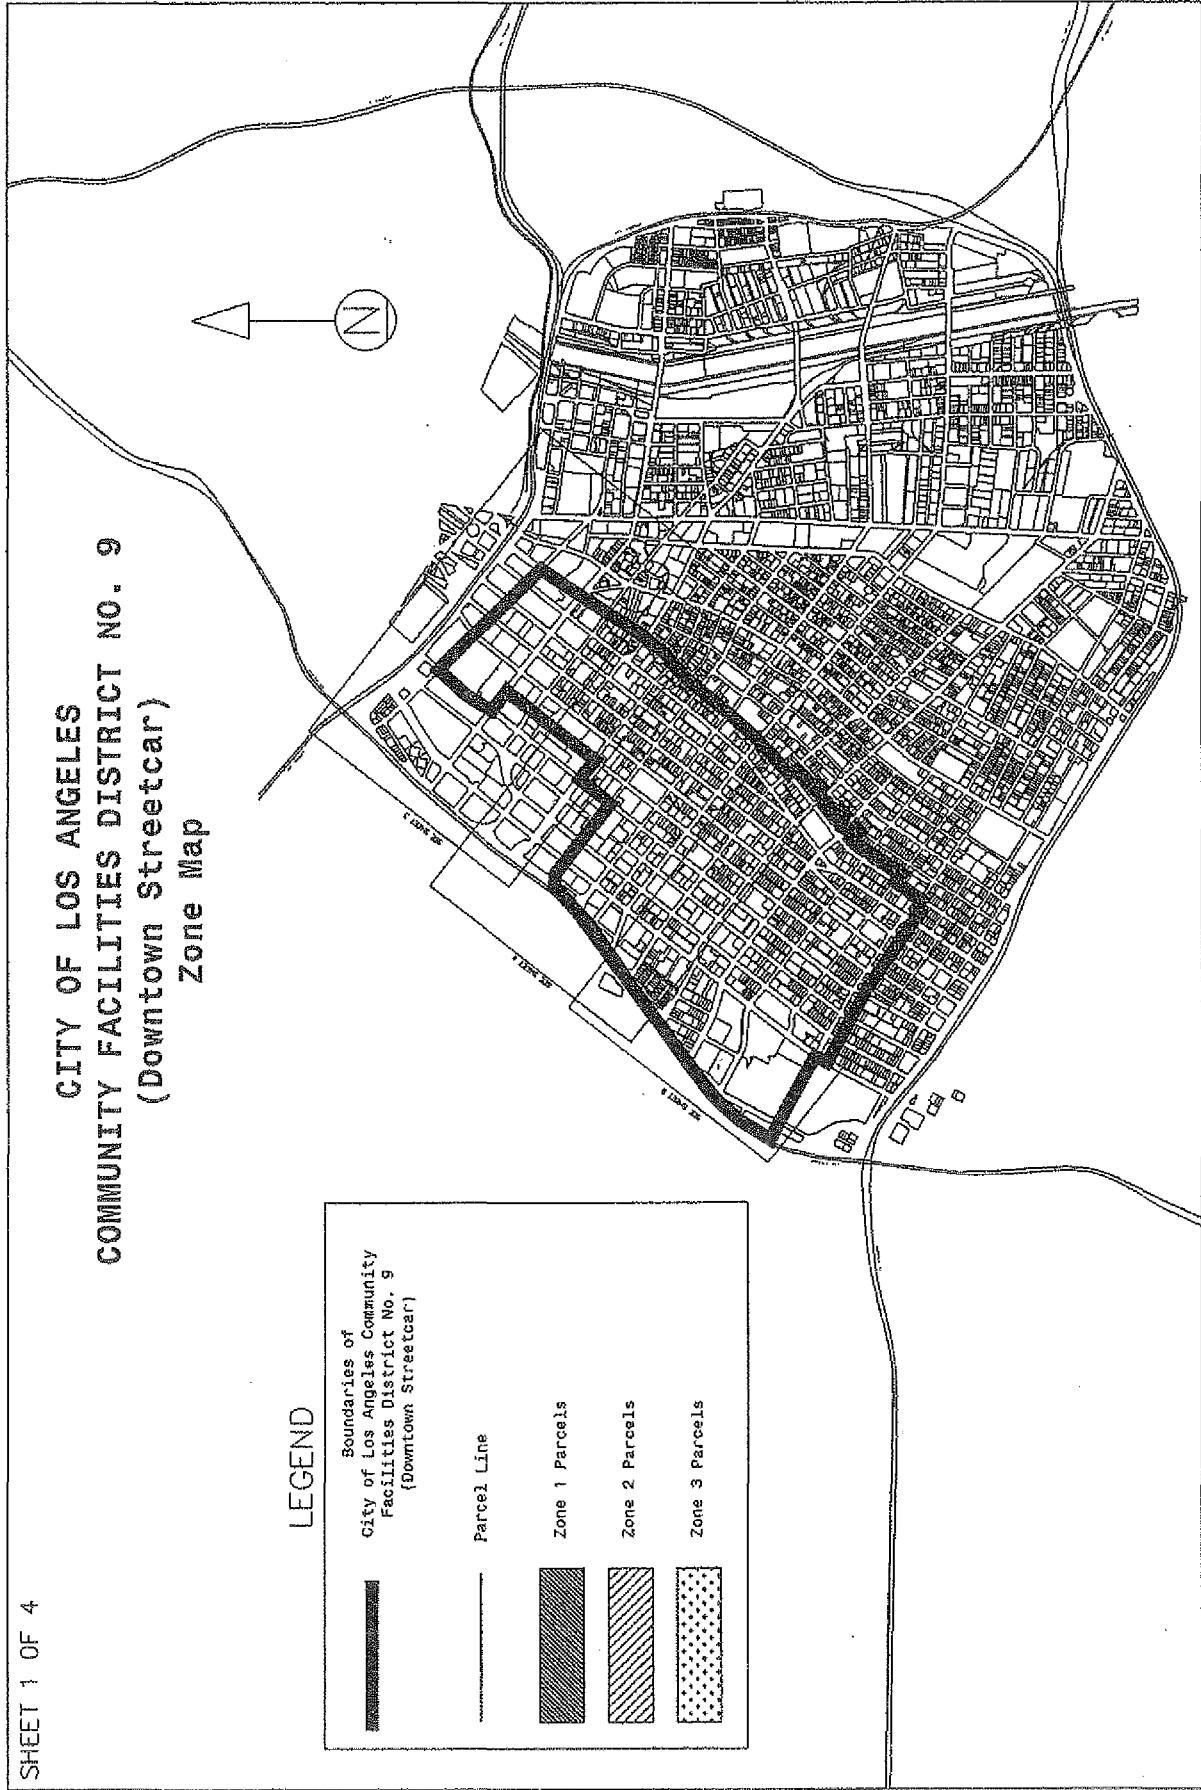 SHEET 1 OF 4
CITY OF LOS ANGELES
COMMUNITY FACILITIES DISTRICT NO. 9
(Downtown Streetcar)
Zone Map
N
LEGEND
Boundaries of
City of Los Angeles Community
Facilities District No. 9
(Downtown Streetcar)
Parcel Line
Zone 1 Parcels
Zone 2 Parcels
Zone 3 Parcels